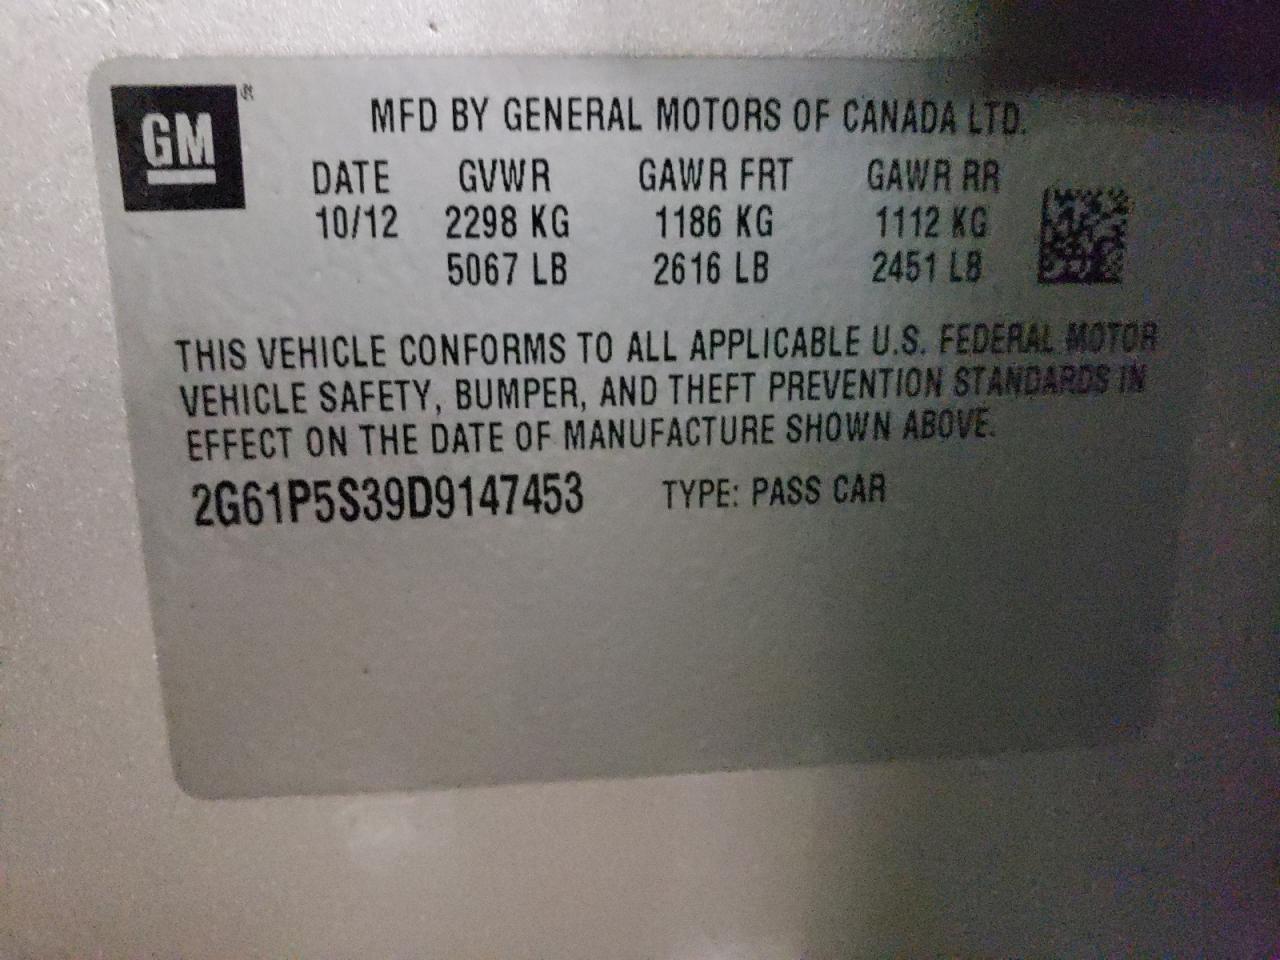 GM ®
MFD BY GENERAL MOTORS OF CANADA LTD.
DATE GVWR GAWR FRT GAWR RR
10/12 2298 KG 1186 KG 1112 KG
5067 LB 2616 LB 2451 LB
THIS VEHICLE CONFORMS TO ALL APPLICABLE U.S. FEDERAL MOTOR
VEHICLE SAFETY, BUMPER, AND THEFT PREVENTION STANDARDS IN
EFFECT ON THE DATE OF MANUFACTURE SHOWN ABOVE.
2G61P5S39D9147453 TYPE: PASS CAR